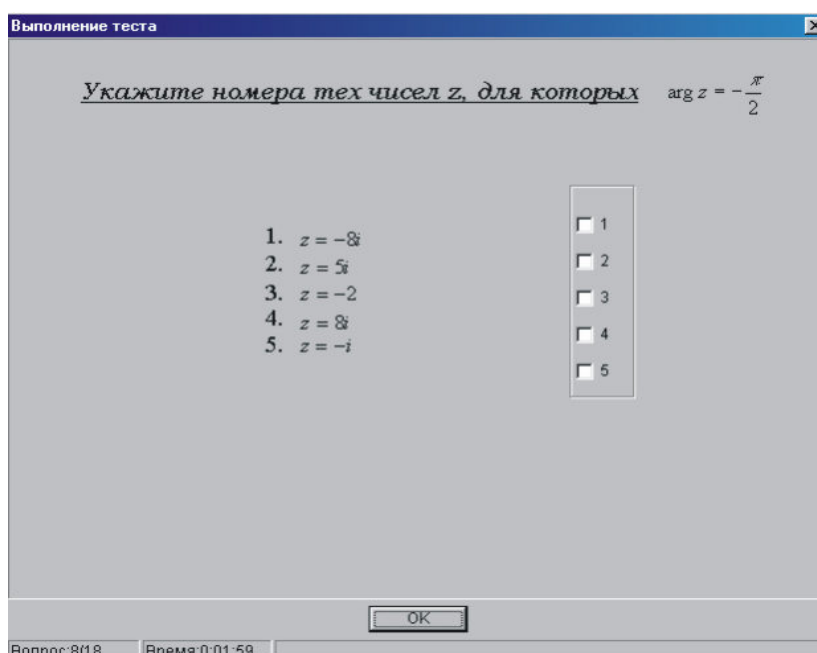 Выполнение теста
Укажите номера тех чисел z, для которых arg z = -π/2
1. z = -8i
2. z = 5i
3. z = -2
4. z = 8i
5. z = -i
1
2
3
4
5
OK
Вопрос:8(18 Время:0:01:59